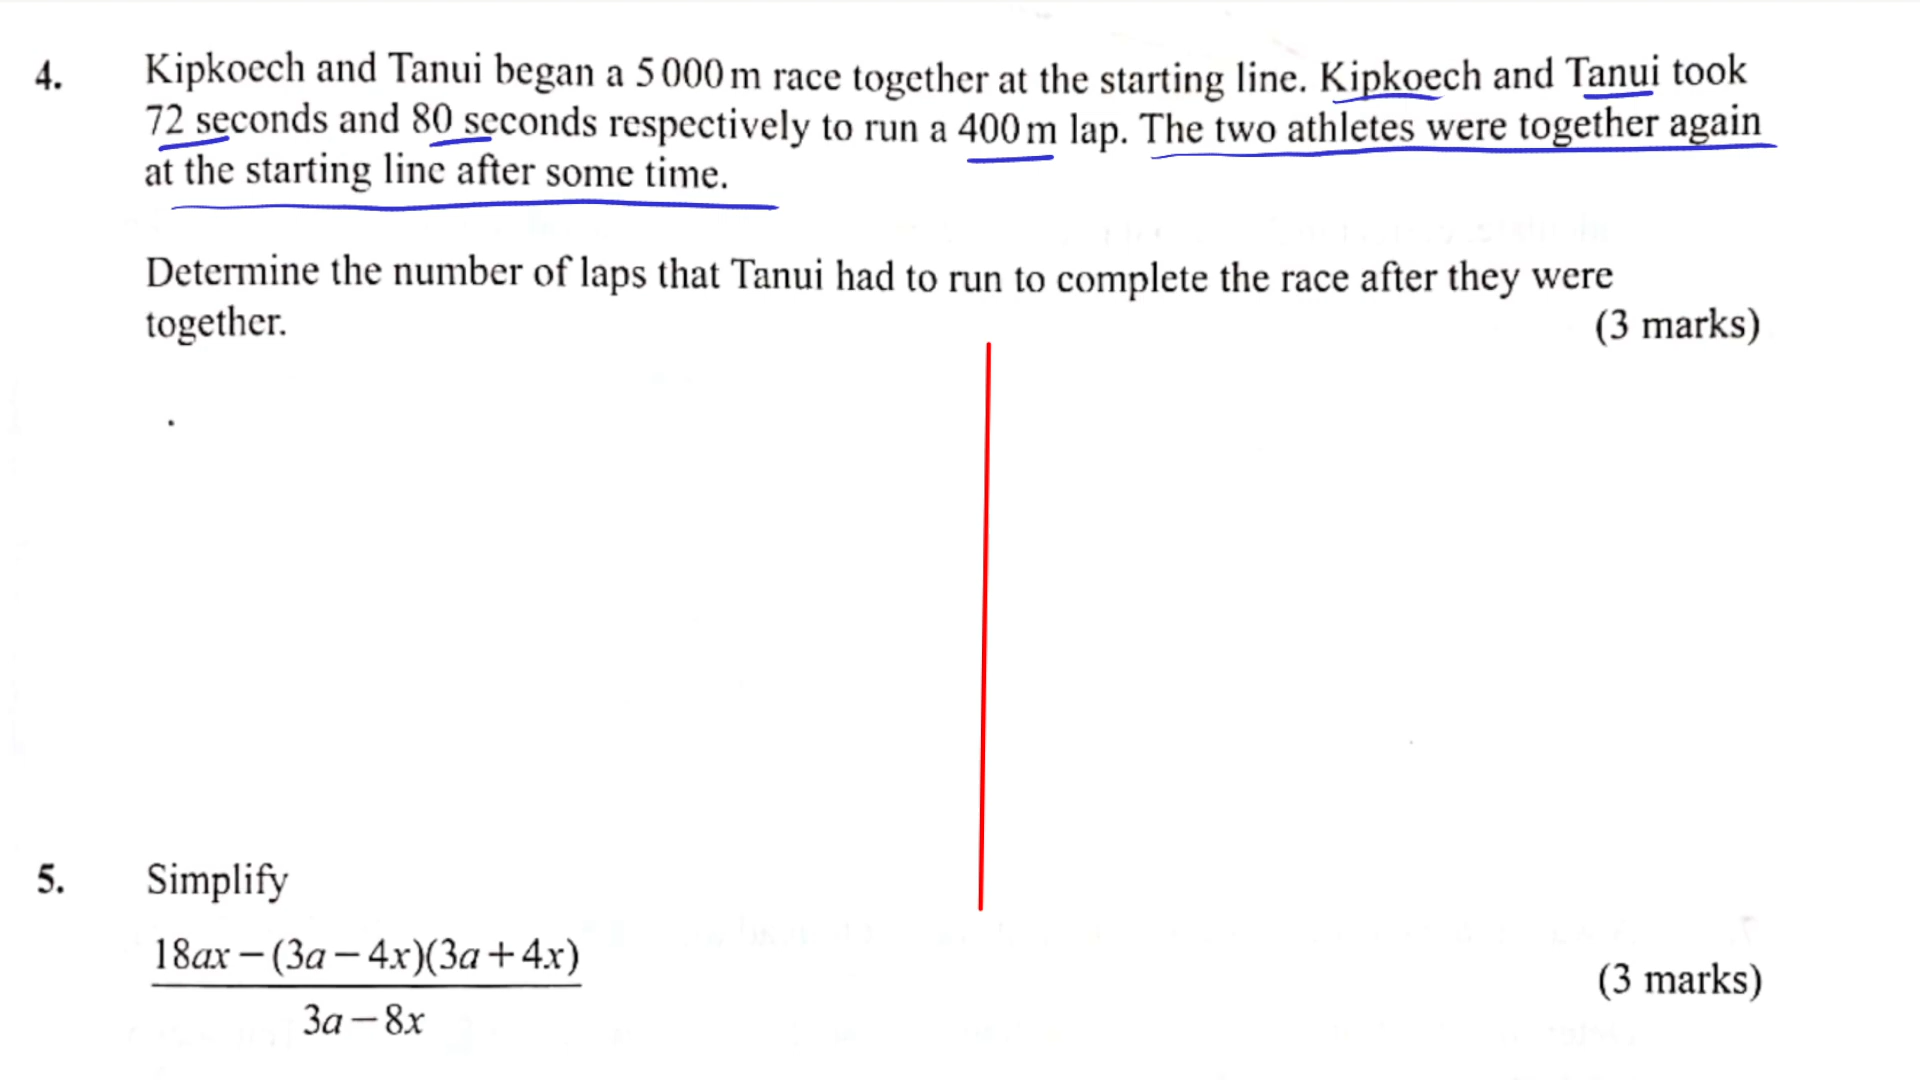 4. Kipkoech and Tanui began a 5 000 m race together at the starting line. Kipkoech and Tanui took
72 seconds and 80 seconds respectively to run a 400 m lap. The two athletes were together again
at the starting line after some time.
Determine the number of laps that Tanui had to run to complete the race after they were
together. (3 marks)
5. Simplify
18ax – (3a – 4x)(3a + 4x)
3a – 8x
(3 marks)